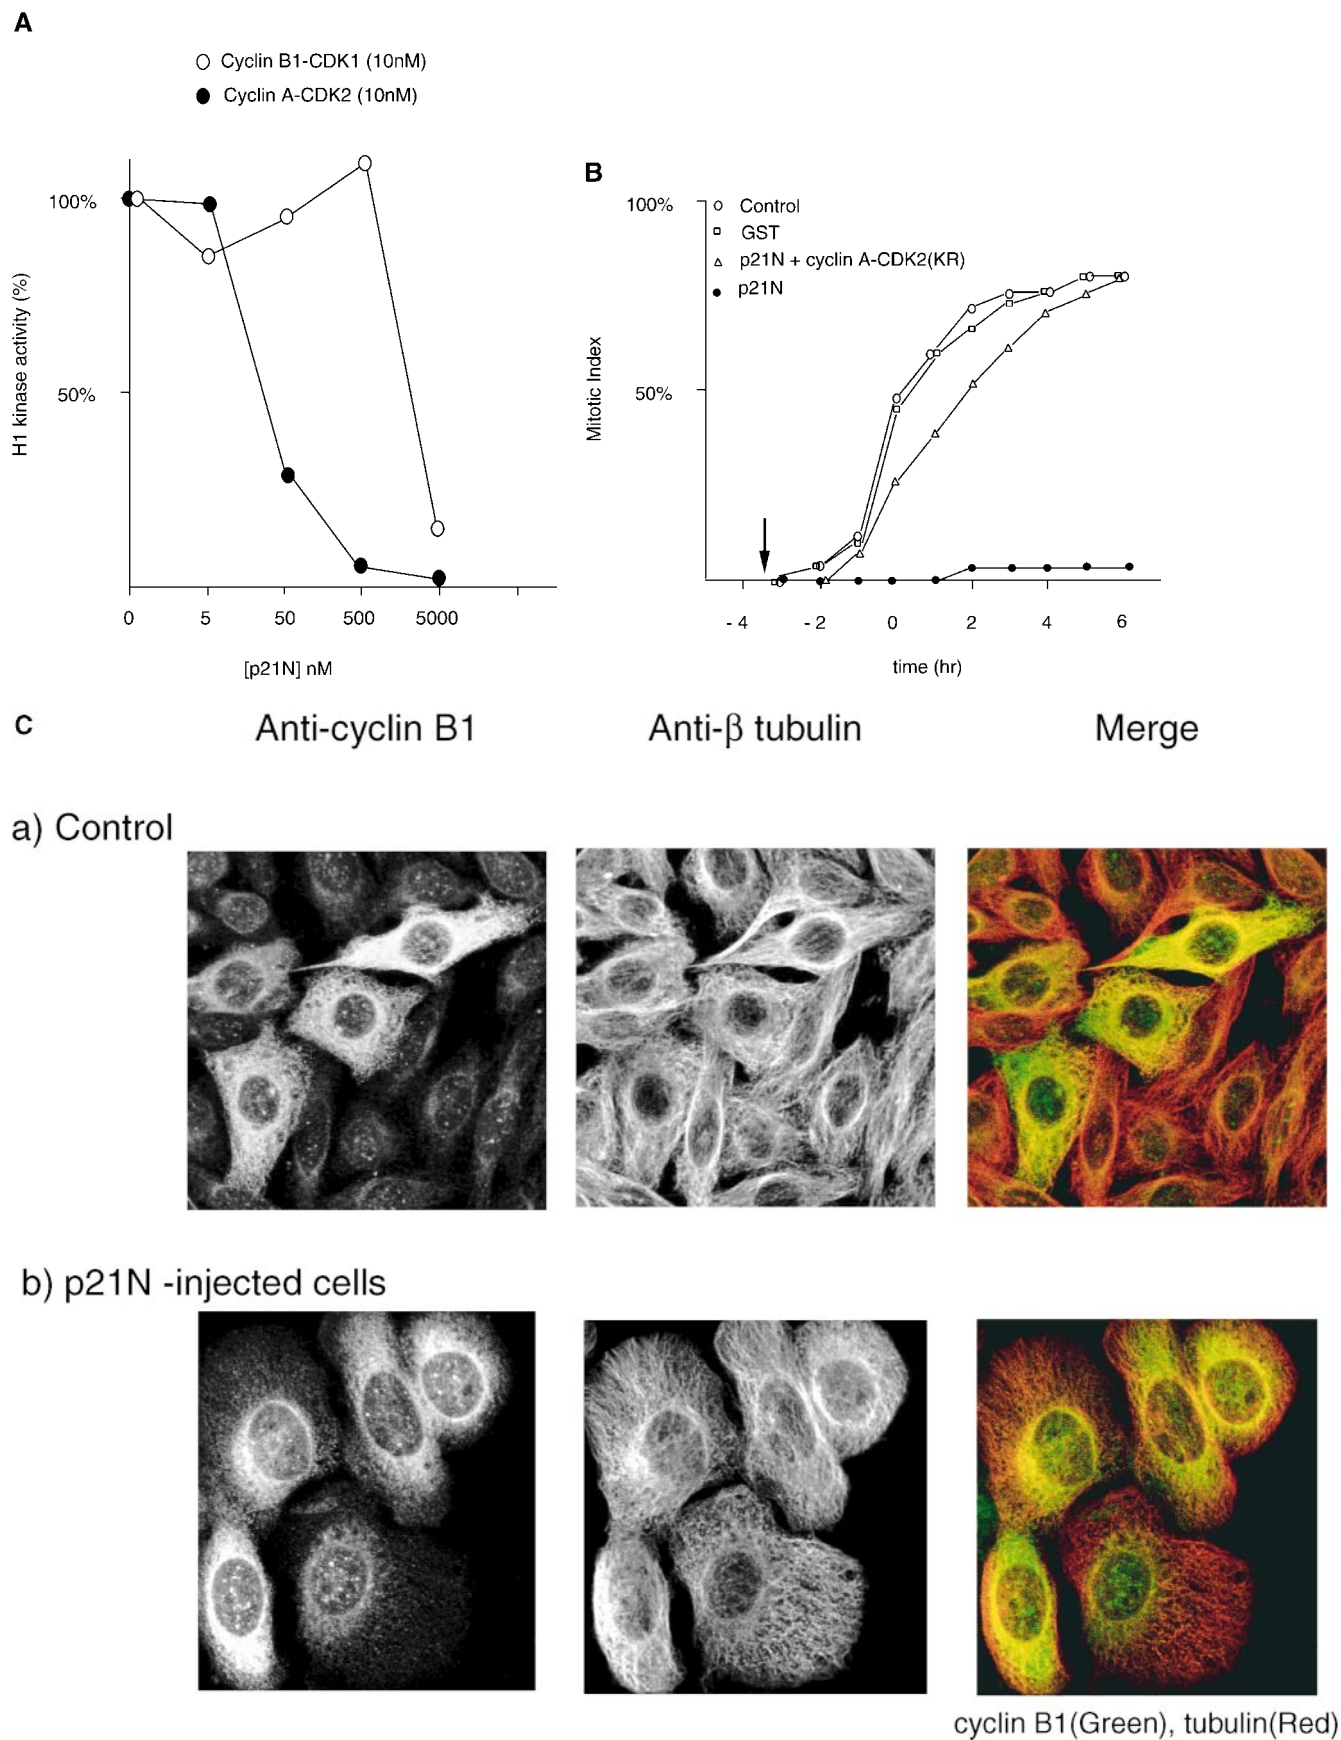 A
Cyclin B1-CDK1 (10nM)
Cyclin A-CDK2 (10nM)
100%
50%
H1 kinase activity (%)
0 5 50 500 5000
[p21N] nM
B
100%
50%
Control
GST
p21N + cyclin A-CDK2(KR)
p21N
Mitotic Index
- 4 - 2 0 2 4 6
time (hr)
C Anti-cyclin B1 Anti-β tubulin Merge
a) Control
b) p21N -injected cells
cyclin B1(Green), tubulin(Red)